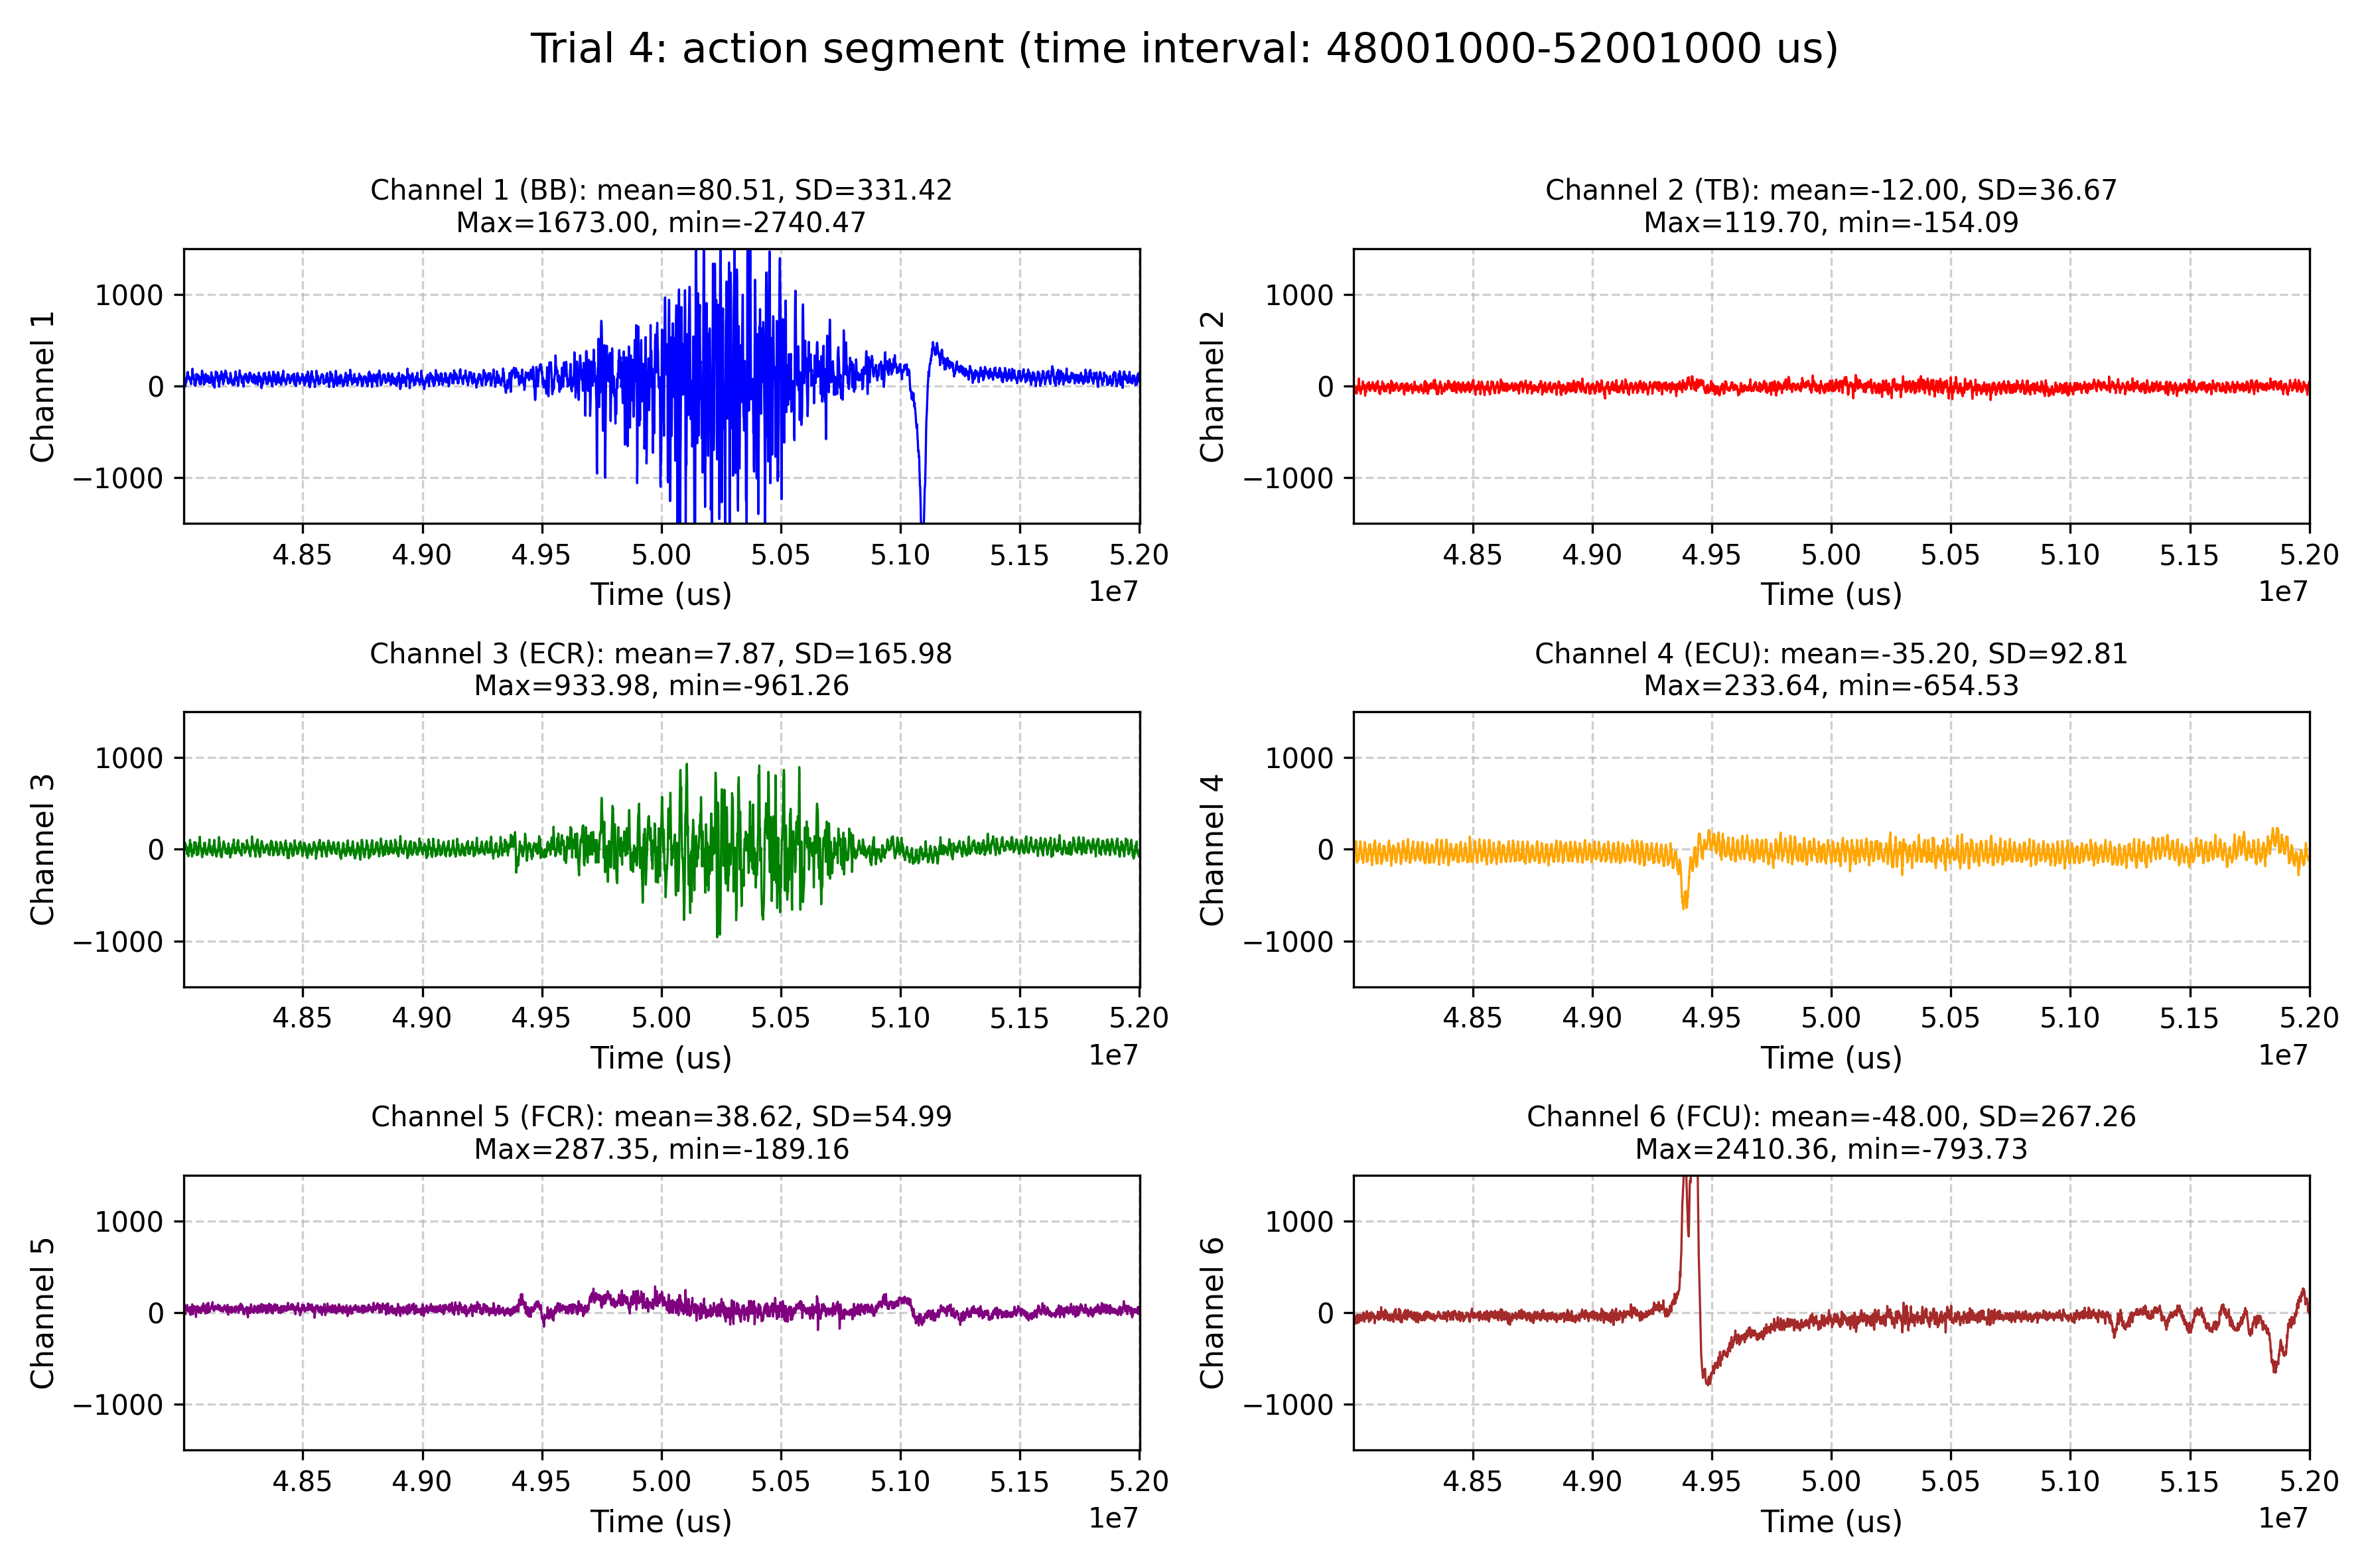 Trial 4: action segment (time interval: 48001000-52001000 us)
Channel 1 (BB): mean=80.51, SD=331.42
Max=1673.00, min=-2740.47
Channel 1
1000
0
−1000
4.85 4.90 4.95 5.00 5.05 5.10 5.15 5.20
Time (us)
1e7
Channel 2 (TB): mean=-12.00, SD=36.67
Max=119.70, min=-154.09
Channel 2
1000
0
−1000
4.85 4.90 4.95 5.00 5.05 5.10 5.15 5.20
Time (us)
1e7
Channel 3 (ECR): mean=7.87, SD=165.98
Max=933.98, min=-961.26
Channel 3
1000
0
−1000
4.85 4.90 4.95 5.00 5.05 5.10 5.15 5.20
Time (us)
1e7
Channel 4 (ECU): mean=-35.20, SD=92.81
Max=233.64, min=-654.53
Channel 4
1000
0
−1000
4.85 4.90 4.95 5.00 5.05 5.10 5.15 5.20
Time (us)
1e7
Channel 5 (FCR): mean=38.62, SD=54.99
Max=287.35, min=-189.16
Channel 5
1000
0
−1000
4.85 4.90 4.95 5.00 5.05 5.10 5.15 5.20
Time (us)
1e7
Channel 6 (FCU): mean=-48.00, SD=267.26
Max=2410.36, min=-793.73
Channel 6
1000
0
−1000
4.85 4.90 4.95 5.00 5.05 5.10 5.15 5.20
Time (us)
1e7